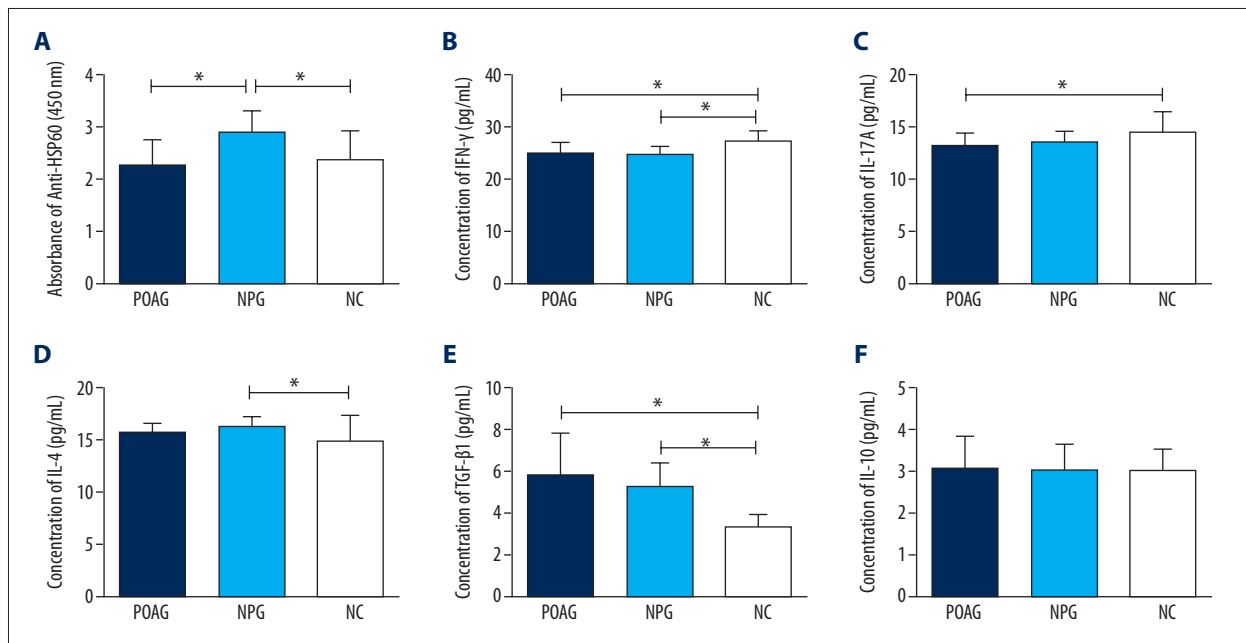 A
Absorbance of Anti-HSP60 (450 nm)
4
3
2
1
0
*
*
POAG
NPG
NC
B
Concentration of IFN-γ (pg/mL)
40
30
20
10
0
*
*
POAG
NPG
NC
C
Concentration of IL-17A (pg/mL)
20
15
10
5
0
*
POAG
NPG
NC
D
Concentration of IL-4 (pg/mL)
20
15
10
5
0
*
POAG
NPG
NC
E
Concentration of TGF-β1 (pg/mL)
10
8
6
4
2
0
*
*
POAG
NPG
NC
F
Concentration of IL-10 (pg/mL)
5
4
3
2
1
0
POAG
NPG
NC